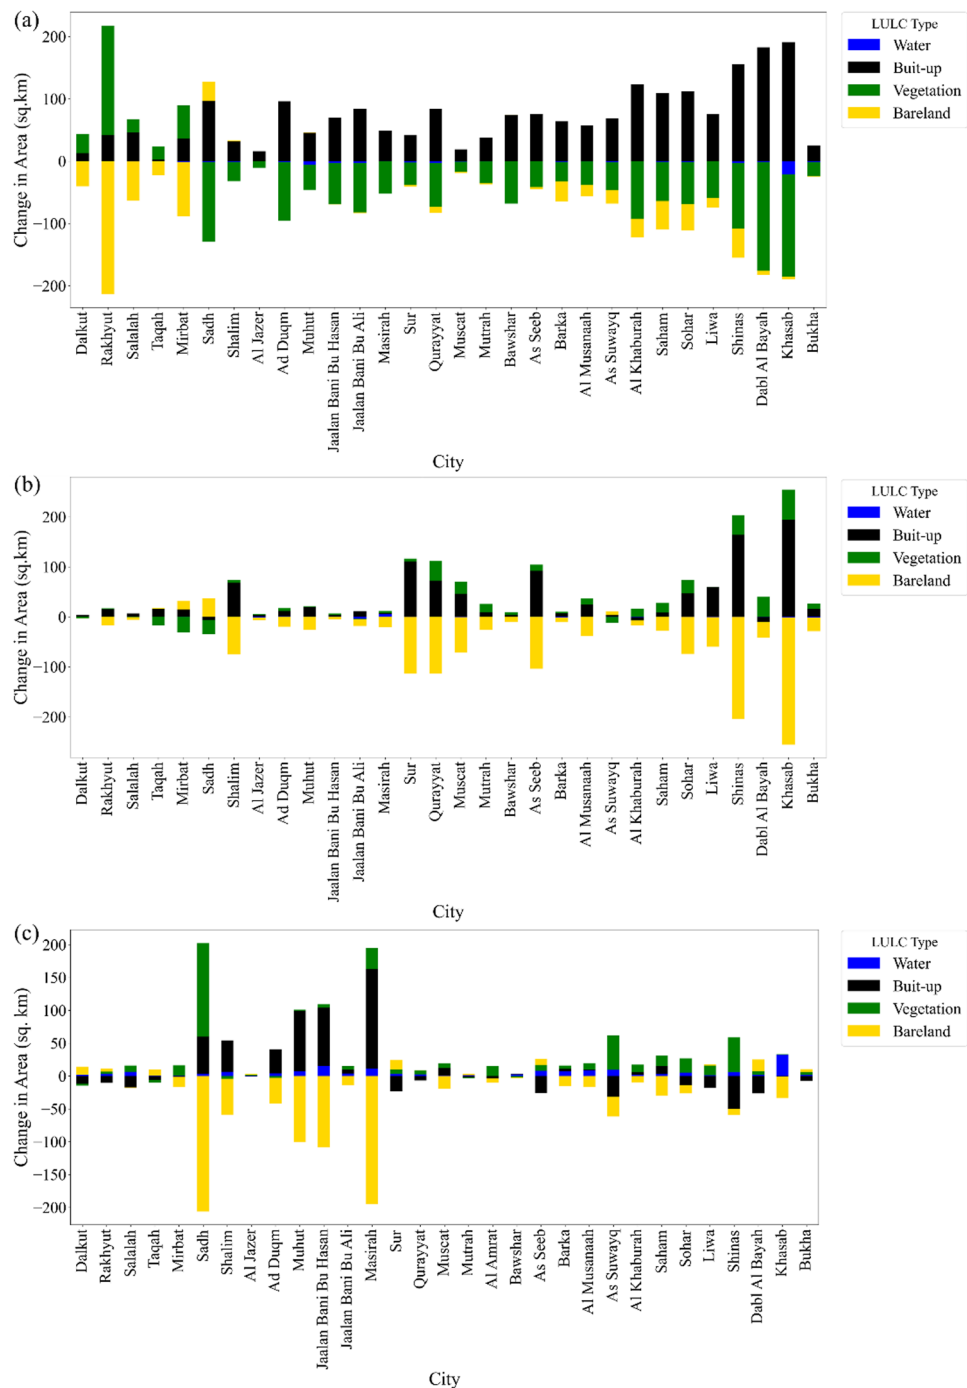 (a)
LULC Type
Water
Buit-up
Vegetation
Bareland
Change in Area (sq.km)
200
100
0
−100
−200
Dalkut
Rakhyut
Salalah
Taqah
Mirbat
Sadh
Shalim
Al Jazer
Ad Duqm
Muhut
Jaalan Bani Bu Hasan
Jaalan Bani Bu Ali
Masirah
Sur
Qurayyat
Muscat
Mutrah
Bawshar
As Seeb
Barka
Al Musanaah
As Suwayq
Al Khaburah
Saham
Sohar
Liwa
Shinas
Dabl Al Bayah
Khasab
Bukha
City
(b)
LULC Type
Water
Buit-up
Vegetation
Bareland
Change in Area (sq.km)
200
100
0
−100
−200
Dalkut
Rakhyut
Salalah
Taqah
Mirbat
Sadh
Shalim
Al Jazer
Ad Duqm
Muhut
Jaalan Bani Bu Hasan
Jaalan Bani Bu Ali
Masirah
Sur
Qurayyat
Muscat
Mutrah
Bawshar
As Seeb
Barka
Al Musanaah
As Suwayq
Al Khaburah
Saham
Sohar
Liwa
Shinas
Dabl Al Bayah
Khasab
Bukha
City
(c)
LULC Type
Water
Buit-up
Vegetation
Bareland
Change in Area (sq. km)
200
150
100
50
0
−50
−100
−150
−200
Dalkut
Rakhyut
Salalah
Taqah
Mirbat
Sadh
Shalim
Al Jazer
Ad Duqm
Muhut
Jaalan Bani Bu Hasan
Jaalan Bani Bu Ali
Masirah
Sur
Qurayyat
Muscat
Mutrah
Al Amrat
Bawshar
As Seeb
Barka
Al Musanaah
As Suwayq
Al Khaburah
Saham
Sohar
Liwa
Shinas
Dabl Al Bayah
Khasab
Bukha
City